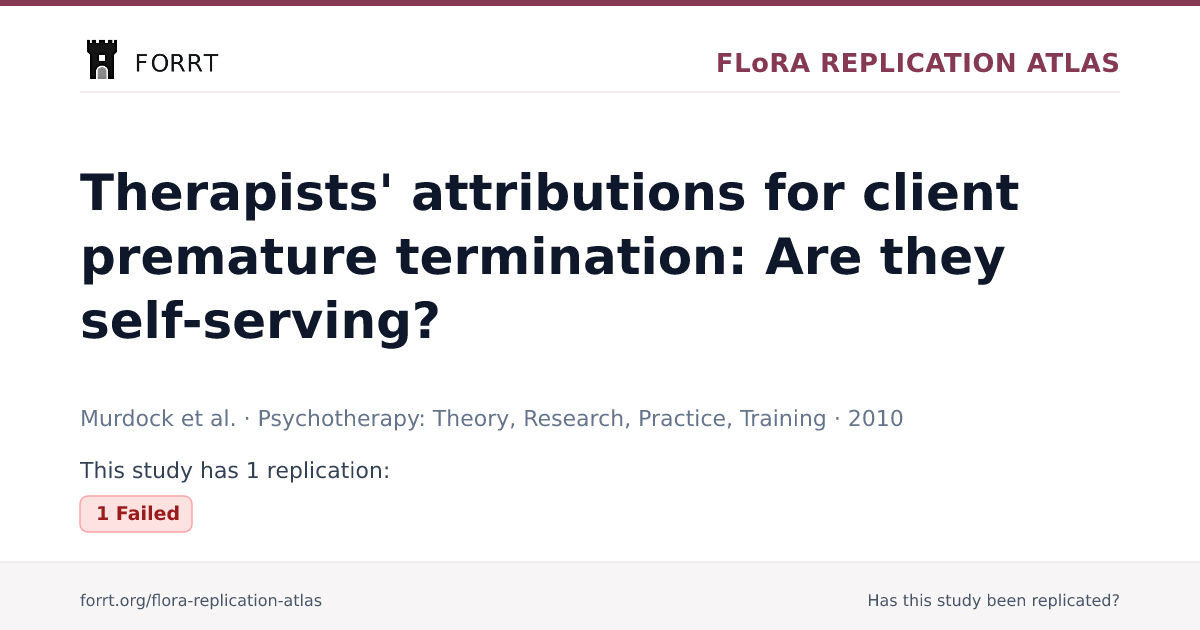 FORRT
FLoRA REPLICATION ATLAS
Therapists' attributions for client
premature termination: Are they
self-serving?
Murdock et al. · Psychotherapy: Theory, Research, Practice, Training · 2010
This study has 1 replication:
1 Failed
forrt.org/flora-replication-atlas
Has this study been replicated?